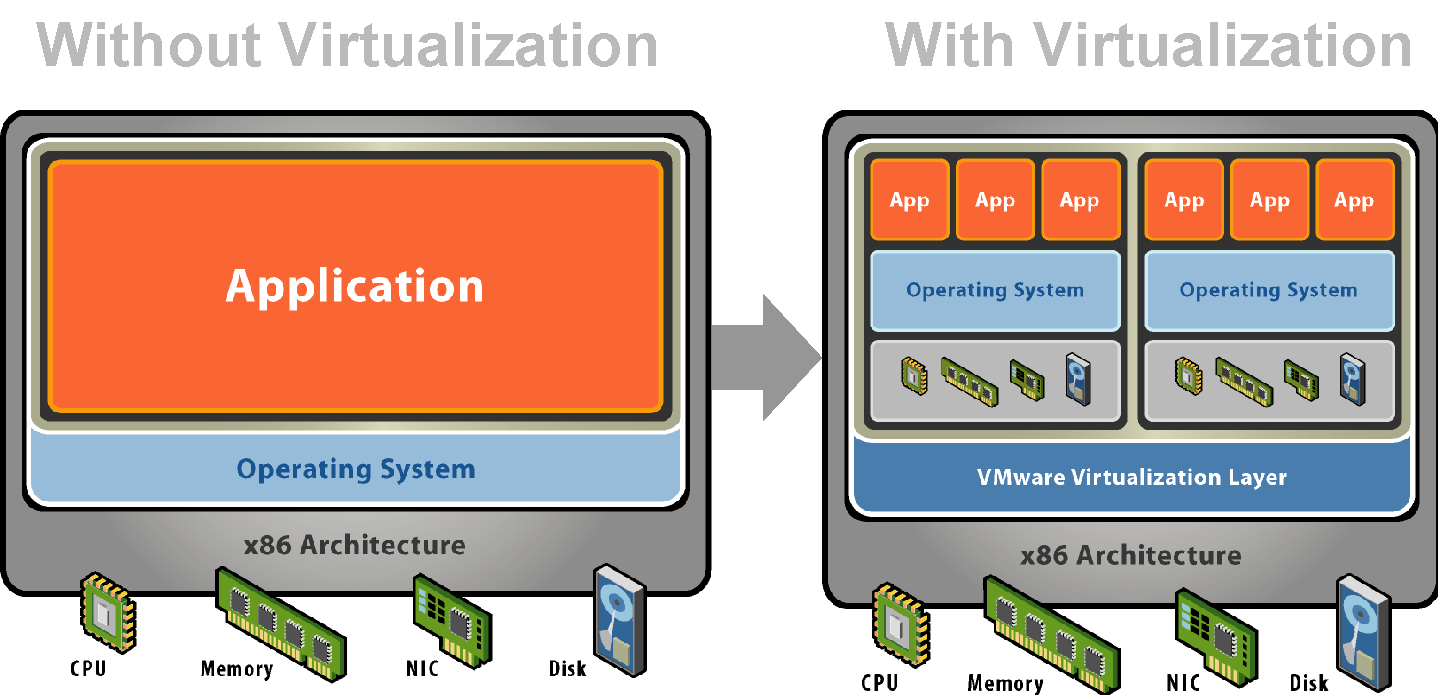 Without Virtualization
Application
Operating System
x86 Architecture
CPU
Memory
NIC
Disk
With Virtualization
App
App
App
App
App
App
Operating System
Operating System
VMware Virtualization Layer
x86 Architecture
CPU
Memory
NIC
Disk